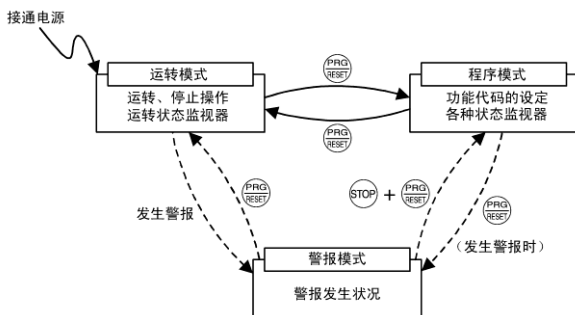 接通电源
运转模式
运转、停止操作
运转状态监视器
PRG
RESET
PRG
RESET
程序模式
功能代码的设定
各种状态监视器
发生警报
PRG
RESET
STOP + PRG
RESET
PRG
RESET
（发生警报时）
警报模式
警报发生状况